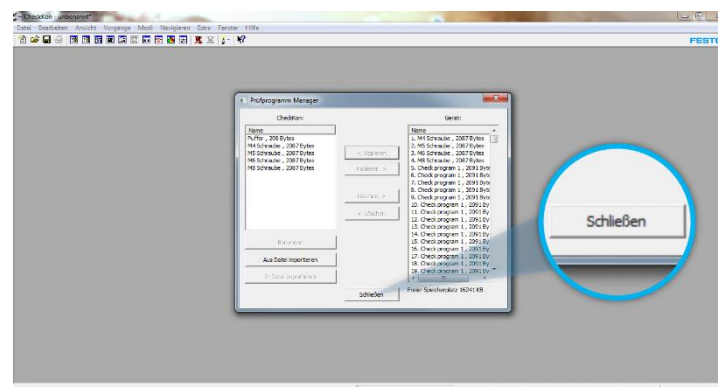 CheckKon - unbenannt*
Datei Bearbeiten Ansicht Vorgänge Modi Navigieren Extra Fenster Hilfe
FESTO
Prüfprogramm Manager
CheckKon:
Gerät:
Name
Puffer , 208 Bytes
M4 Schraube , 2087 Bytes
M5 Schraube , 2087 Bytes
M6 Schraube , 2087 Bytes
M8 Schraube , 2087 Bytes
Name
1. M4 Schraube , 2087 Bytes
2. M5 Schraube , 2087 Bytes
3. M6 Schraube , 2087 Bytes
4. M8 Schraube , 2087 Bytes
5. Check program 1 , 2091 Byte
6. Check program 1 , 2091 Byte
7. Check program 1 , 2091 Byte
8. Check program 1 , 2091 Byte
9. Check program 1 , 2091 Byte
10. Check program 1 , 2091 By
11. Check program 1 , 2091 By
12. Check program 1 , 2091 By
13. Check program 1 , 2091 By
14. Check program 1 , 2091 By
15. Check program 1 , 2091 By
16. Check program 1 , 2091 By
17. Check program 1 , 2091 By
18. Check program 1 , 2091 By
19. Check program 1 , 2091 By
< Kopieren
Kopieren >
Löschen >
< Löschen
Benennen
Aus Datei importieren
In Datei exportieren
Schließen
Freier Speicherplatz 16241 KB
Schließen